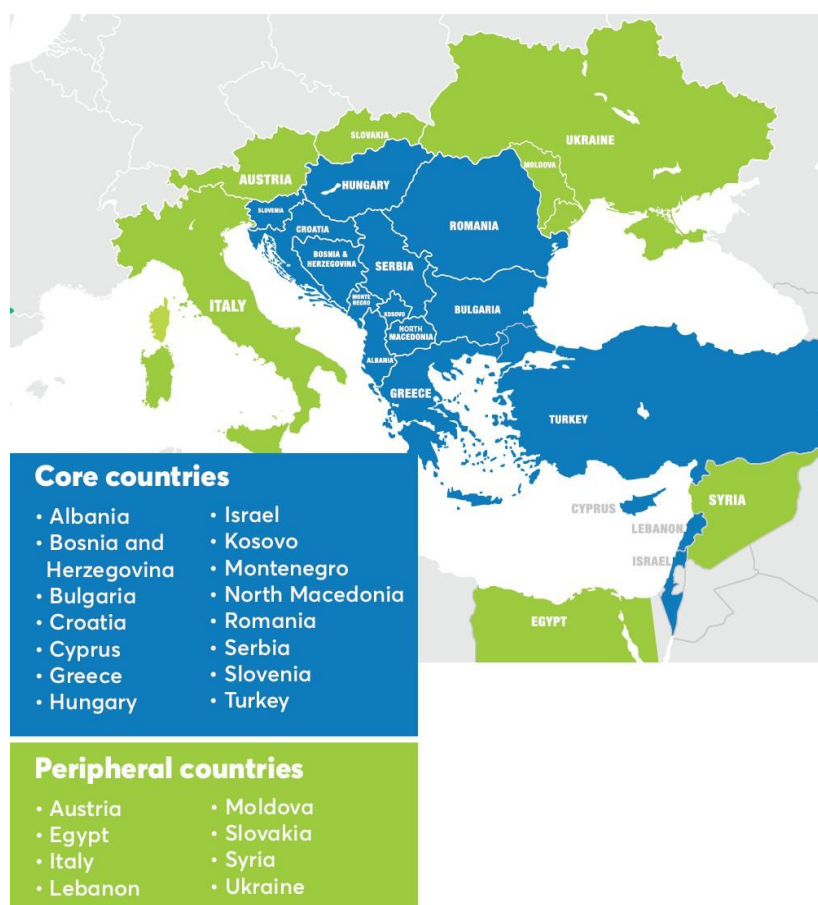 UKRAINE
SLOVAKIA
MOLDOVA
AUSTRIA
HUNGARY
SLOVENIA
CROATIA
ROMANIA
BOSNIA &
HERZEGOVINA
SERBIA
ITALY
MONTE
NEGRO
KOSOVO
BULGARIA
NORTH
MACEDONIA
ALBANIA
GREECE
TURKEY
CYPRUS
SYRIA
LEBANON
ISRAEL
EGYPT
Core countries
• Albania
• Bosnia and
Herzegovina
• Bulgaria
• Croatia
• Cyprus
• Greece
• Hungary
• Israel
• Kosovo
• Montenegro
• North Macedonia
• Romania
• Serbia
• Slovenia
• Turkey
Peripheral countries
• Austria
• Egypt
• Italy
• Lebanon
• Moldova
• Slovakia
• Syria
• Ukraine